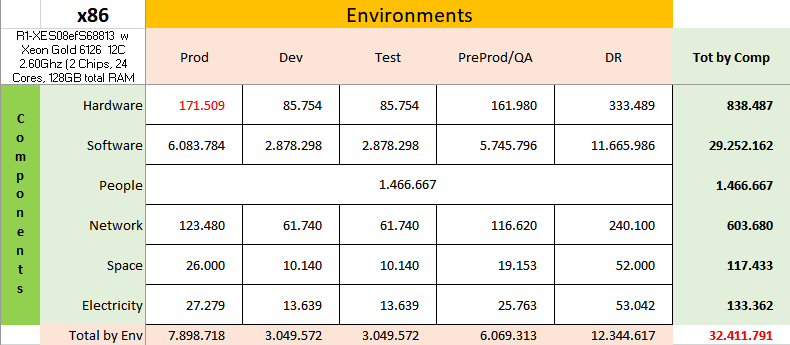 x86 Environments
R1-XES08efS68813 w
Xeon Gold 6126 12C
2.60Ghz (2 Chips, 24
Cores, 128GB total RAM
Prod Dev Test PreProd/QA DR Tot by Comp
Components
Hardware 171.509 85.754 85.754 161.980 333.489 838.487
Software 6.083.784 2.878.298 2.878.298 5.745.796 11.665.986 29.252.162
People 1.466.667 1.466.667
Network 123.480 61.740 61.740 116.620 240.100 603.680
Space 26.000 10.140 10.140 19.153 52.000 117.433
Electricity 27.279 13.639 13.639 25.763 53.042 133.362
Total by Env 7.898.718 3.049.572 3.049.572 6.069.313 12.344.617 32.411.791